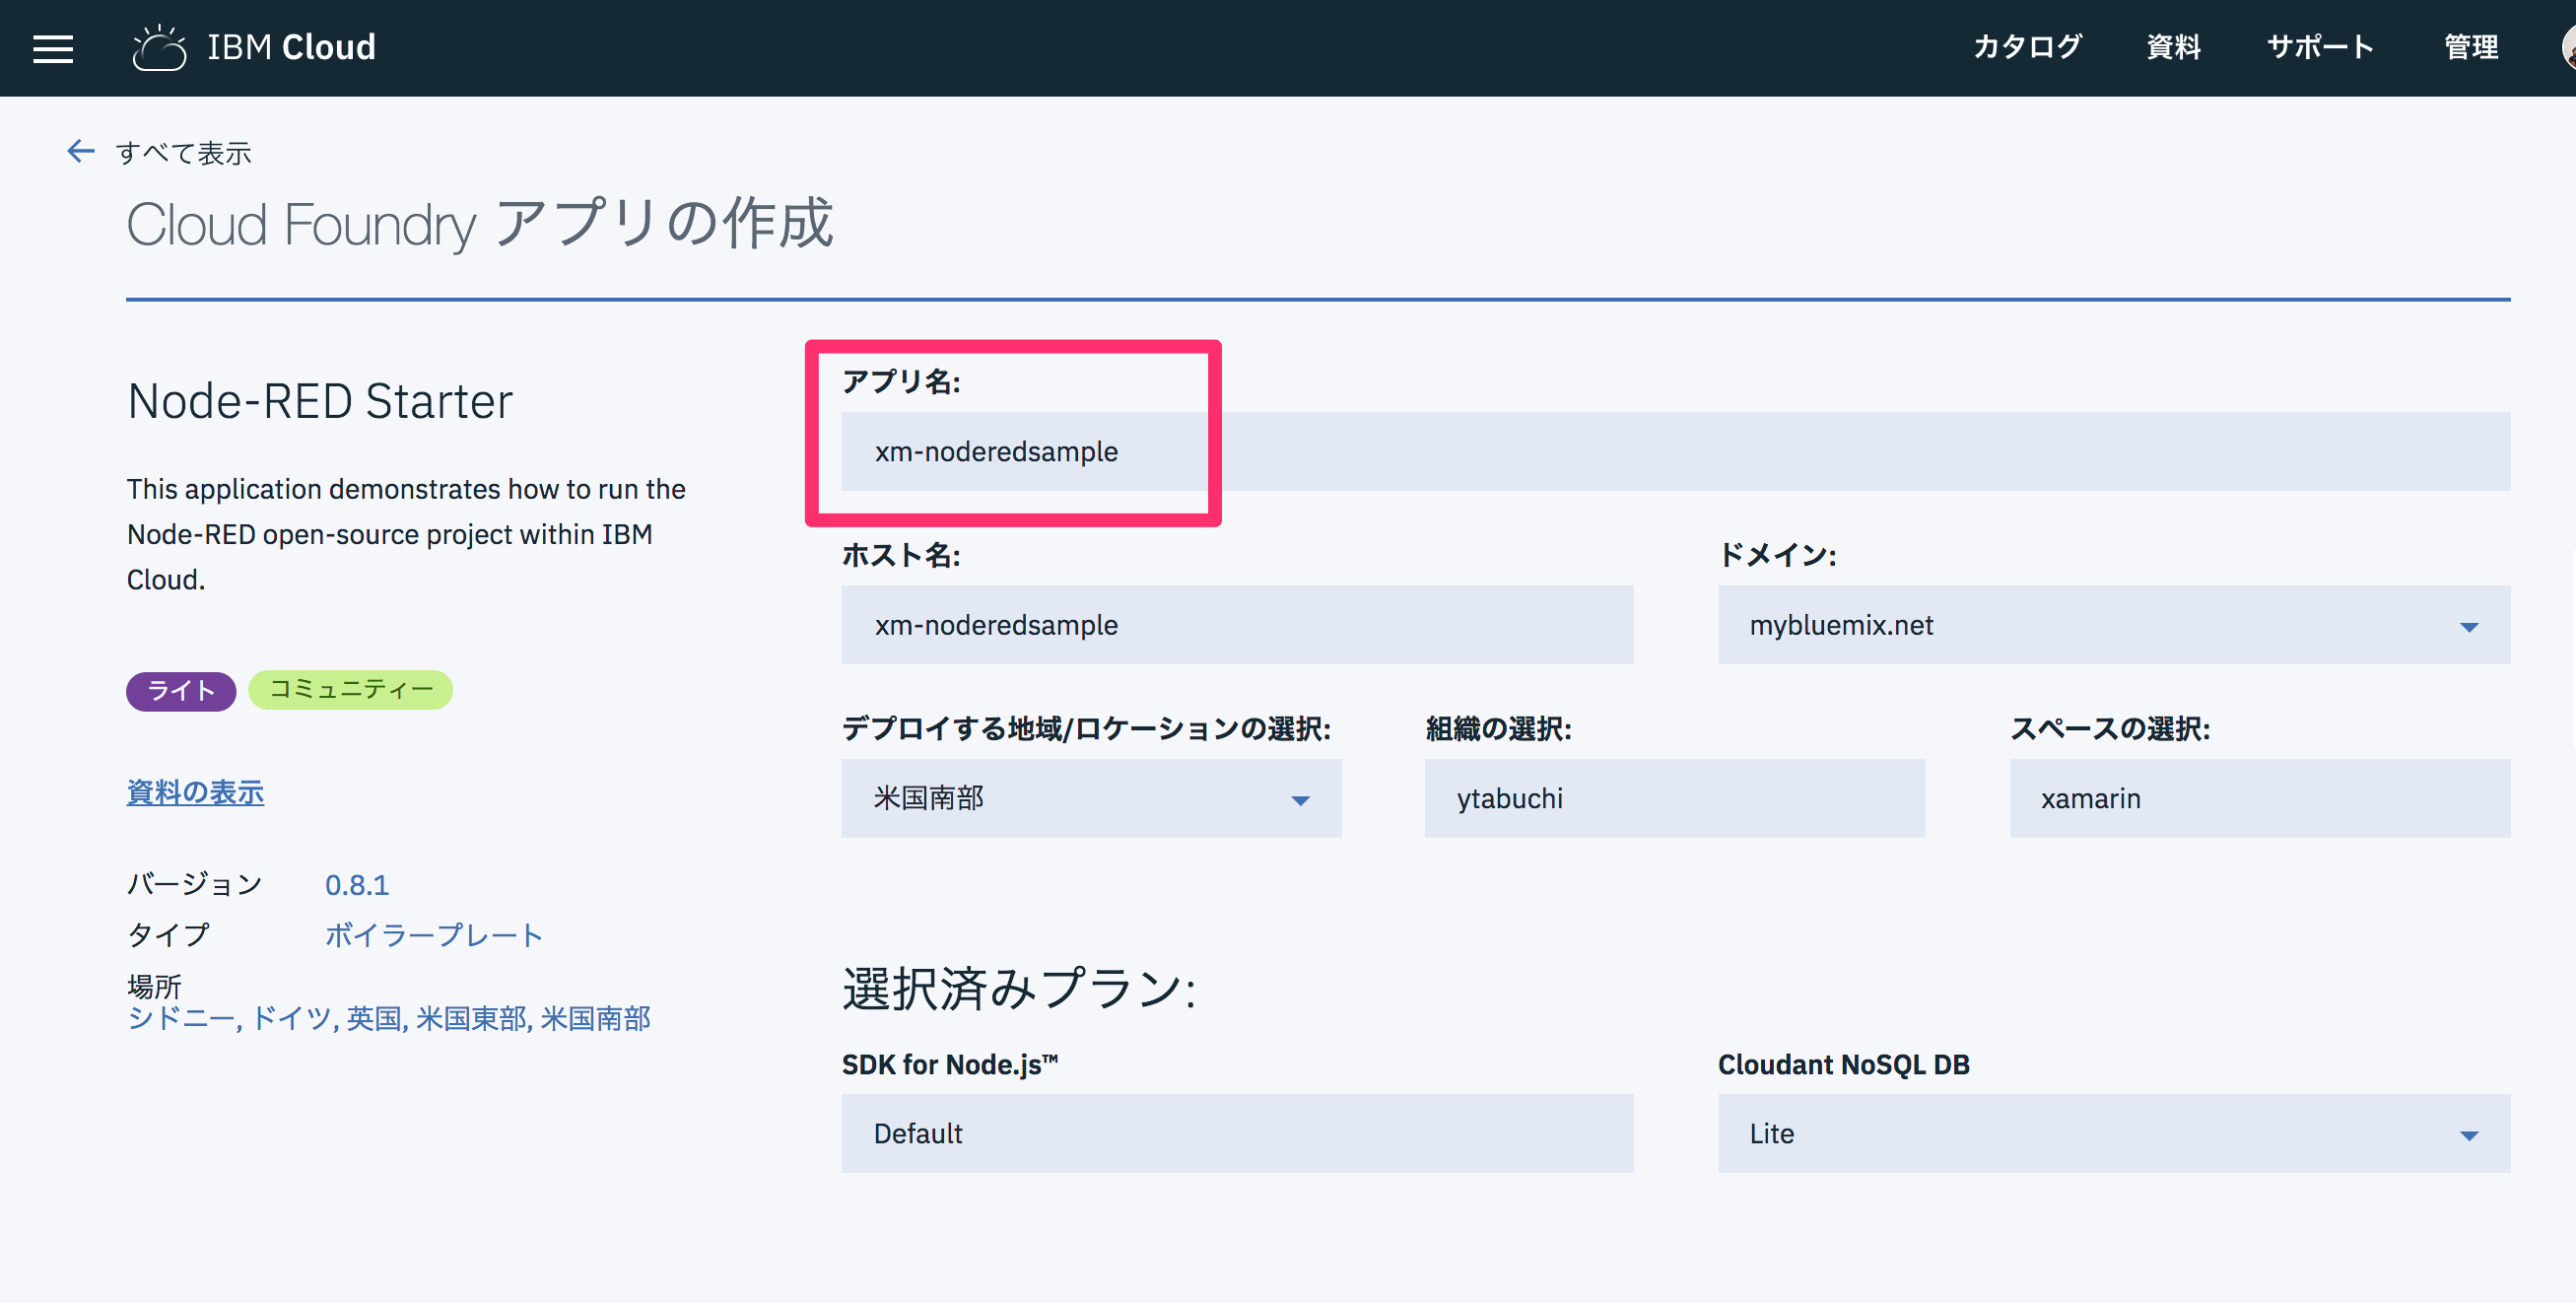 IBM Cloud
カタログ
資料
サポート
管理
すべて表示
Cloud Foundry アプリの作成
Node-RED Starter
This application demonstrates how to run the
Node-RED open-source project within IBM
Cloud.
ライト
コミュニティー
資料の表示
バージョン 0.8.1
タイプ ボイラープレート
場所
シドニー, ドイツ, 英国, 米国東部, 米国南部
アプリ名:
xm-noderedsample
ホスト名:
xm-noderedsample
ドメイン:
mybluemix.net
デプロイする地域/ロケーションの選択:
米国南部
組織の選択:
ytabuchi
スペースの選択:
xamarin
選択済みプラン:
SDK for Node.js™
Default
Cloudant NoSQL DB
Lite